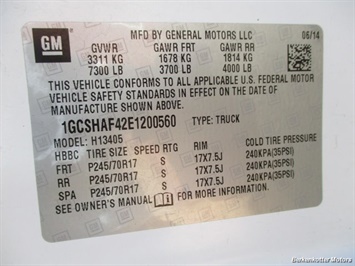 GM
MFD BY GENERAL MOTORS LLC
06/14
GVWR GAWR FRT GAWR RR
3311 KG 1678 KG 1814 KG
7300 LB 3700 LB 4000 LB
THIS VEHICLE CONFORMS TO ALL APPLICABLE U.S. FEDERAL MOTOR
VEHICLE SAFETY STANDARDS IN EFFECT ON THE DATE OF
MANUFACTURE SHOWN ABOVE.
1GCSHAF42E1200560 TYPE: TRUCK
MODEL: H13405
HBBC TIRE SIZE SPEED RTG RIM COLD TIRE PRESSURE
FRT P245/70R17 S 17X7.5J 240KPA(35PSI)
RR P245/70R17 S 17X7.5J 240KPA(35PSI)
SPA P245/70R17 S 17X7.5J 240KPA(35PSI)
SEE OWNER'S MANUAL FOR ADDITIONAL INFORMATION.
Berkenkotter Motors